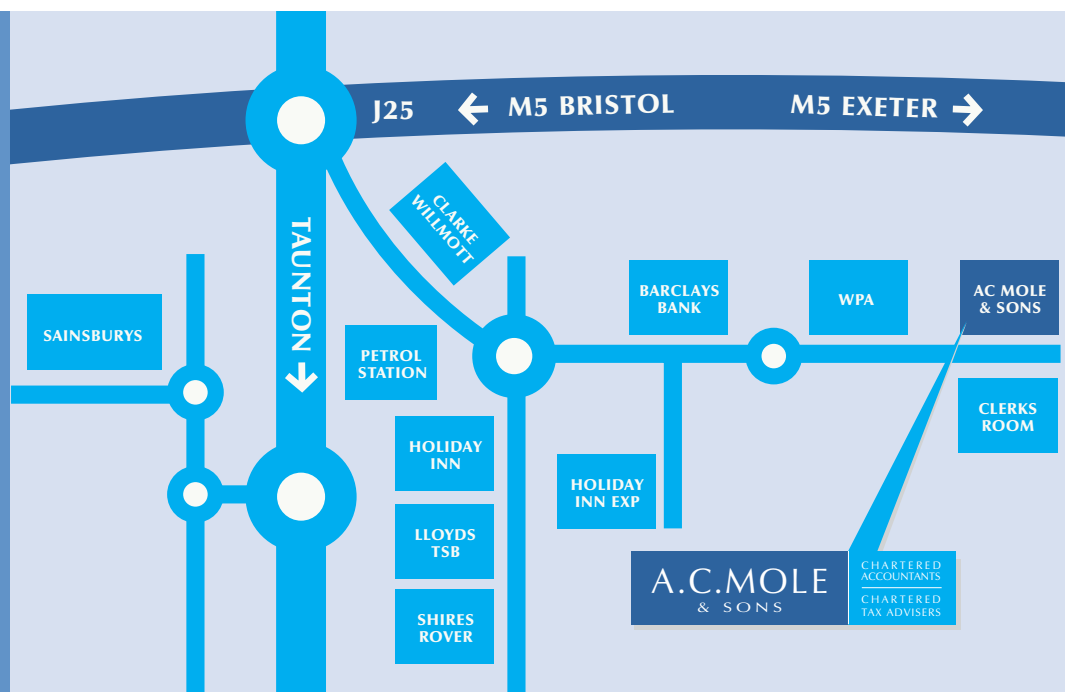 J25
M5 BRISTOL
M5 EXETER
CLARKE
WILLMOTT
TAUNTON
SAINSBURYS
PETROL
STATION
BARCLAYS
BANK
WPA
AC MOLE
& SONS
CLERKS
ROOM
HOLIDAY
INN
HOLIDAY
INN EXP
LLOYDS
TSB
SHIRES
ROVER
A.C.MOLE
& SONS
CHARTERED
ACCOUNTANTS
CHARTERED
TAX ADVISERS